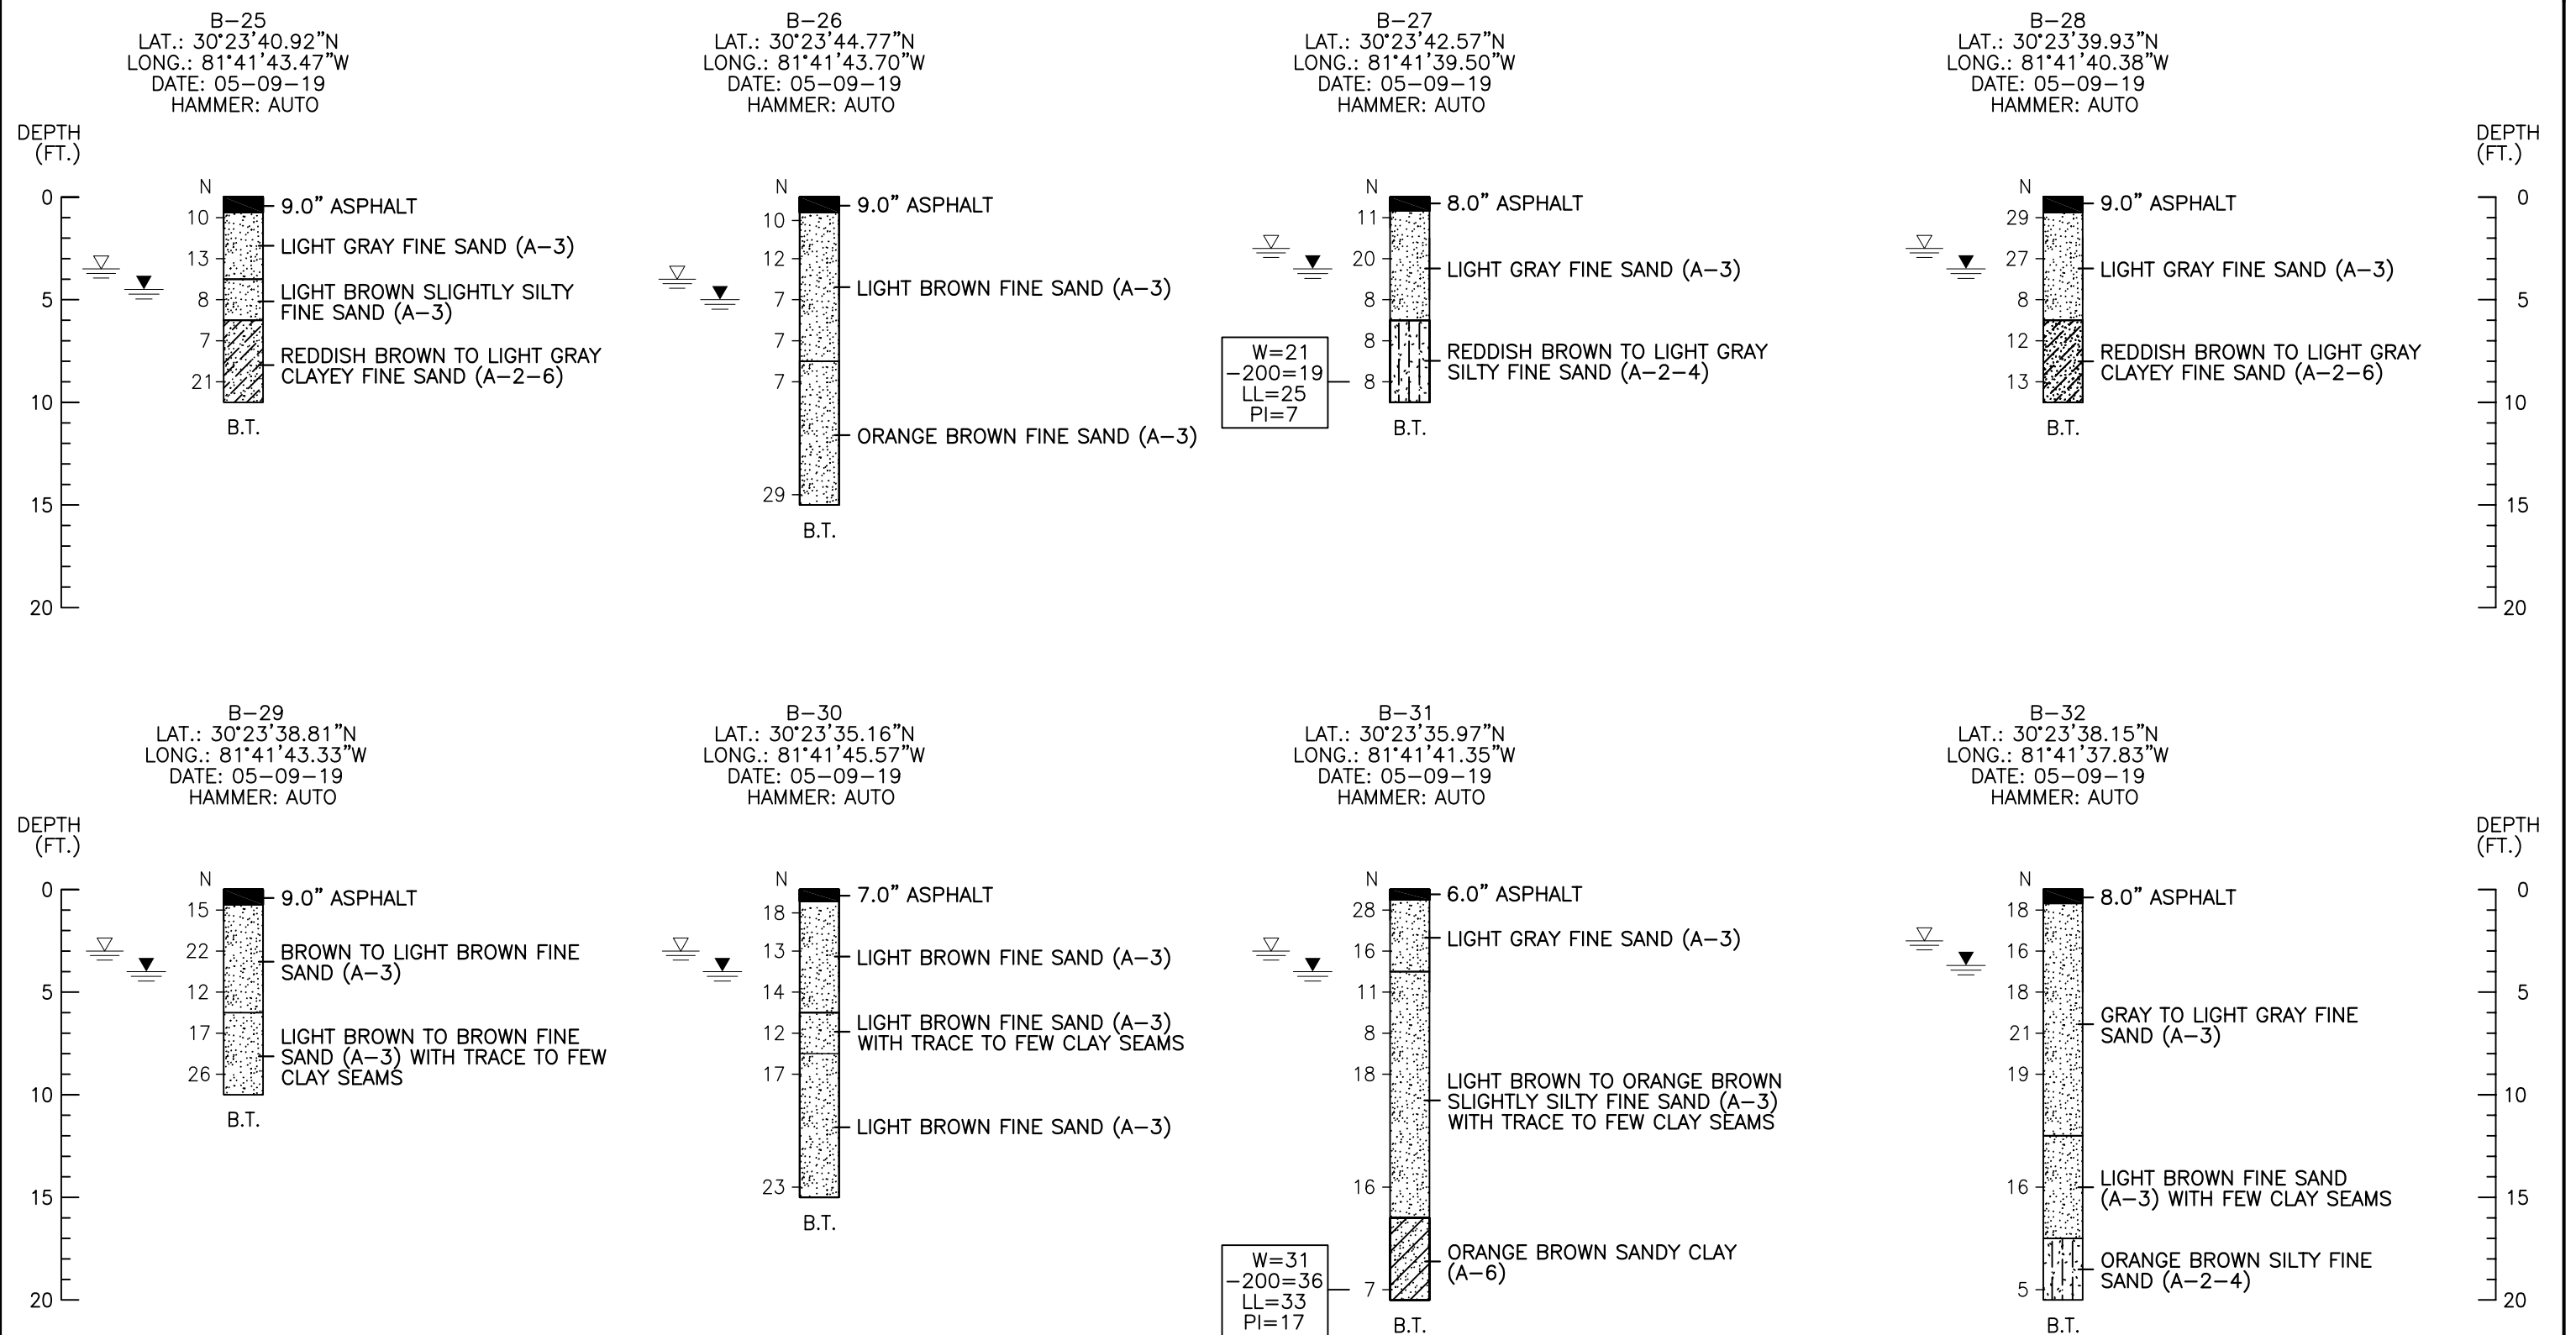 B-25
LAT.: 30°23'40.92"N
LONG.: 81°41'43.47"W
DATE: 05-09-19
HAMMER: AUTO
B-26
LAT.: 30°23'44.77"N
LONG.: 81°41'43.70"W
DATE: 05-09-19
HAMMER: AUTO
B-27
LAT.: 30°23'42.57"N
LONG.: 81°41'39.50"W
DATE: 05-09-19
HAMMER: AUTO
B-28
LAT.: 30°23'39.93"N
LONG.: 81°41'40.38"W
DATE: 05-09-19
HAMMER: AUTO
DEPTH
(FT.)
0
5
10
15
20
N
10
13
8
7
21
9.0" ASPHALT
LIGHT GRAY FINE SAND (A-3)
LIGHT BROWN SLIGHTLY SILTY
FINE SAND (A-3)
REDDISH BROWN TO LIGHT GRAY
CLAYEY FINE SAND (A-2-6)
B.T.
N
10
12
7
7
7
29
9.0" ASPHALT
LIGHT BROWN FINE SAND (A-3)
ORANGE BROWN FINE SAND (A-3)
B.T.
W=21
-200=19
LL=25
PI=7
N
11
20
8
8
8
8.0" ASPHALT
LIGHT GRAY FINE SAND (A-3)
REDDISH BROWN TO LIGHT GRAY
SILTY FINE SAND (A-2-4)
B.T.
N
29
27
8
12
13
9.0" ASPHALT
LIGHT GRAY FINE SAND (A-3)
REDDISH BROWN TO LIGHT GRAY
CLAYEY FINE SAND (A-2-6)
B.T.
DEPTH
(FT.)
0
5
10
15
20
B-29
LAT.: 30°23'38.81"N
LONG.: 81°41'43.33"W
DATE: 05-09-19
HAMMER: AUTO
B-30
LAT.: 30°23'35.16"N
LONG.: 81°41'45.57"W
DATE: 05-09-19
HAMMER: AUTO
B-31
LAT.: 30°23'35.97"N
LONG.: 81°41'41.35"W
DATE: 05-09-19
HAMMER: AUTO
B-32
LAT.: 30°23'38.15"N
LONG.: 81°41'37.83"W
DATE: 05-09-19
HAMMER: AUTO
DEPTH
(FT.)
0
5
10
15
20
N
15
22
12
17
26
9.0" ASPHALT
BROWN TO LIGHT BROWN FINE
SAND (A-3)
LIGHT BROWN TO BROWN FINE
SAND (A-3) WITH TRACE TO FEW
CLAY SEAMS
B.T.
N
18
13
14
12
17
23
7.0" ASPHALT
LIGHT BROWN FINE SAND (A-3)
LIGHT BROWN FINE SAND (A-3)
WITH TRACE TO FEW CLAY SEAMS
LIGHT BROWN FINE SAND (A-3)
B.T.
W=31
-200=36
LL=33
PI=17
N
28
16
11
8
18
16
7
6.0" ASPHALT
LIGHT GRAY FINE SAND (A-3)
LIGHT BROWN TO ORANGE BROWN
SLIGHTLY SILTY FINE SAND (A-3)
WITH TRACE TO FEW CLAY SEAMS
ORANGE BROWN SANDY CLAY
(A-6)
B.T.
N
18
16
18
21
19
16
5
8.0" ASPHALT
GRAY TO LIGHT GRAY FINE
SAND (A-3)
LIGHT BROWN FINE SAND
(A-3) WITH FEW CLAY SEAMS
ORANGE BROWN SILTY FINE
SAND (A-2-4)
B.T.
DEPTH
(FT.)
0
5
10
15
20